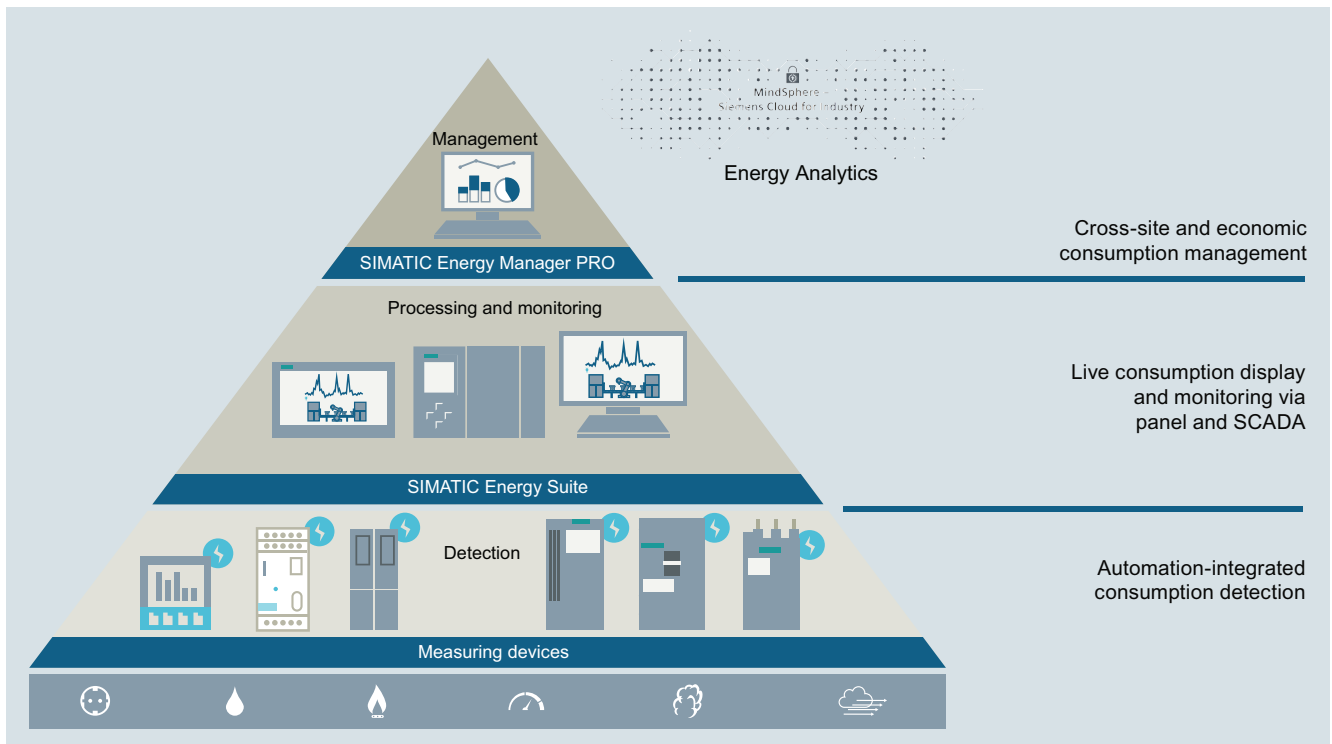 MindSphere –
Siemens Cloud for Industry
Energy Analytics
Management
SIMATIC Energy Manager PRO
Cross-site and economic
consumption management
Processing and monitoring
Live consumption display
and monitoring via
panel and SCADA
SIMATIC Energy Suite
Detection
Automation-integrated
consumption detection
Measuring devices